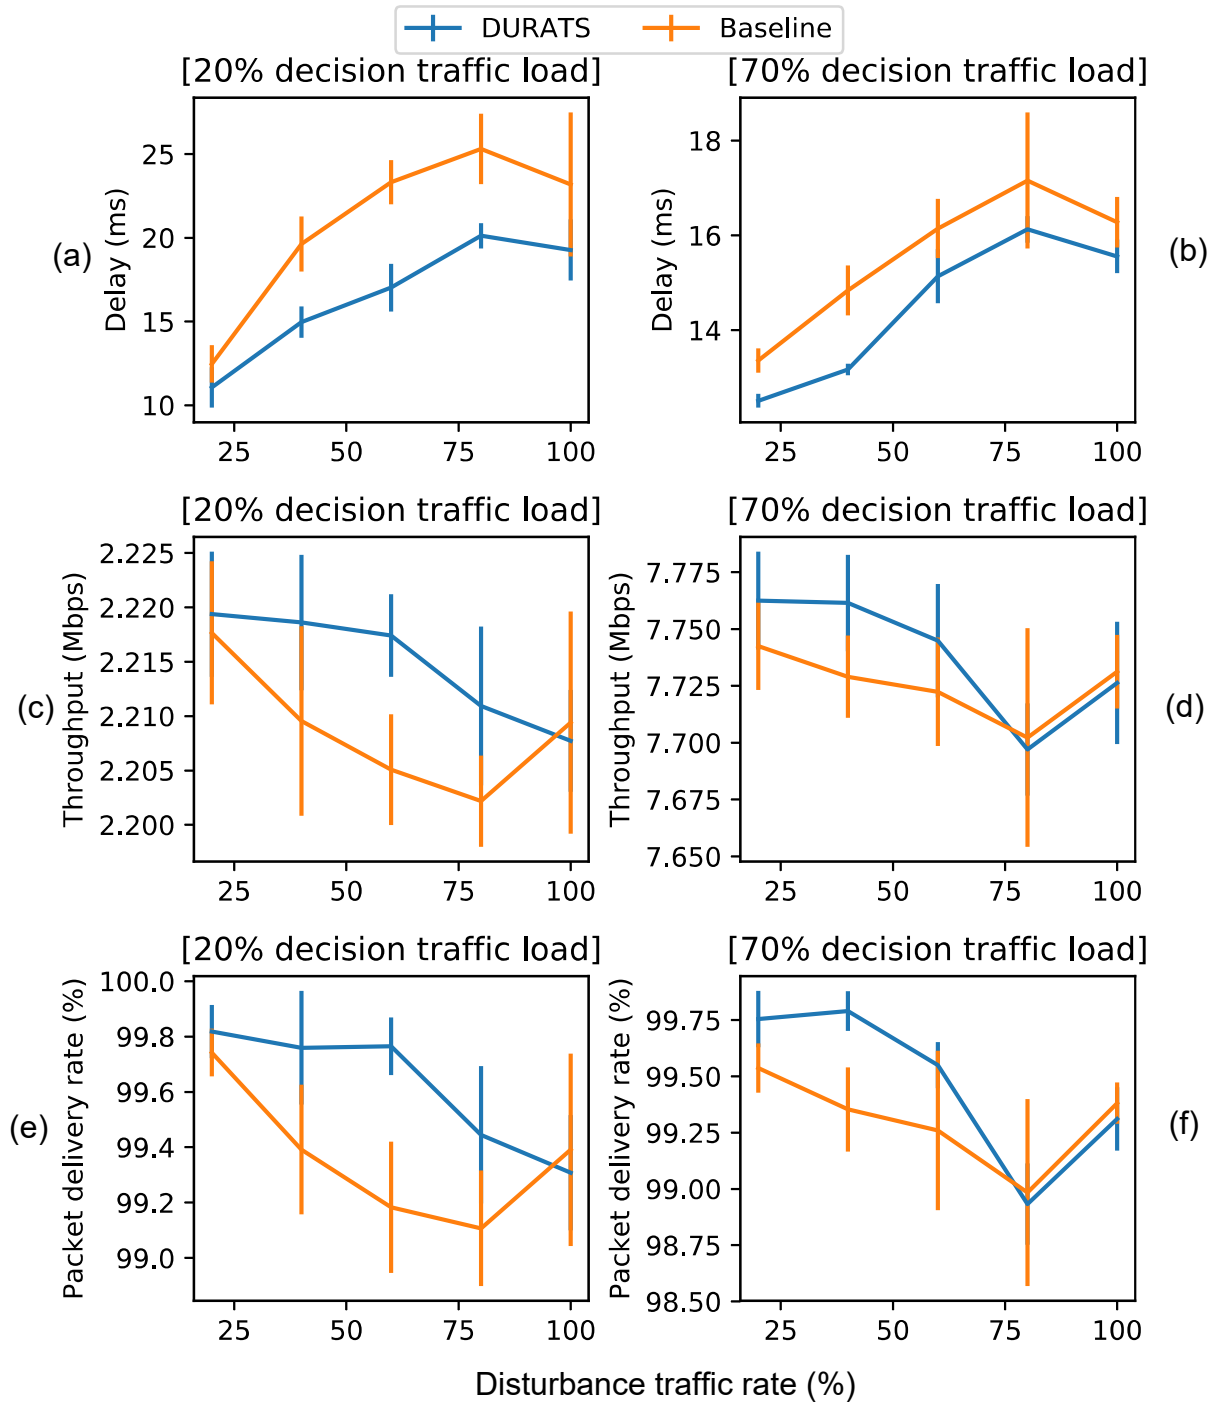 DURATS Baseline
[20% decision traffic load] [70% decision traffic load]
(a)
Delay (ms)
25
20
15
10
25 50 75 100
Delay (ms)
18
16
14
25 50 75 100
(b)
[20% decision traffic load] [70% decision traffic load]
(c)
Throughput (Mbps)
2.225
2.220
2.215
2.210
2.205
2.200
25 50 75 100
Throughput (Mbps)
7.775
7.750
7.725
7.700
7.675
7.650
25 50 75 100
(d)
[20% decision traffic load] [70% decision traffic load]
(e)
Packet delivery rate (%)
100.0
99.8
99.6
99.4
99.2
99.0
25 50 75 100
Packet delivery rate (%)
99.75
99.50
99.25
99.00
98.75
98.50
25 50 75 100
(f)
Disturbance traffic rate (%)